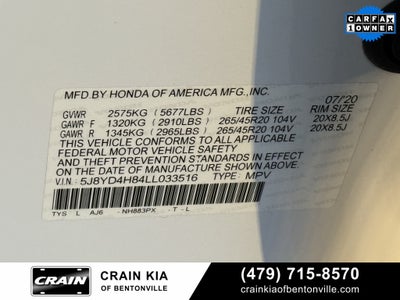 CARFAX
1 OWNER
MFD BY HONDA OF AMERICA MFG., INC. 07/20
GVWR 2575KG (5677LBS) TIRE SIZE RIM SIZE
GAWR F 1320KG (2910LBS) 265/45R20 104V 20X8.5J
GAWR R 1345KG (2965LBS) 265/45R20 104V 20X8.5J
THIS VEHICLE CONFORMS TO ALL APPLICABLE
FEDERAL MOTOR VEHICLE SAFETY AND
THEFT PREVENTION STANDARDS IN EFFECT ON
THE DATE OF MANUFACTURE SHOWN ABOVE.
V.I.N: 5J8YD4H84LL033516 TYPE: MPV
TYS L AJ6 NH883PX - T - L
CRAIN
CRAIN KIA
OF BENTONVILLE
(479) 715-8570
crainkiaofbentonville.com